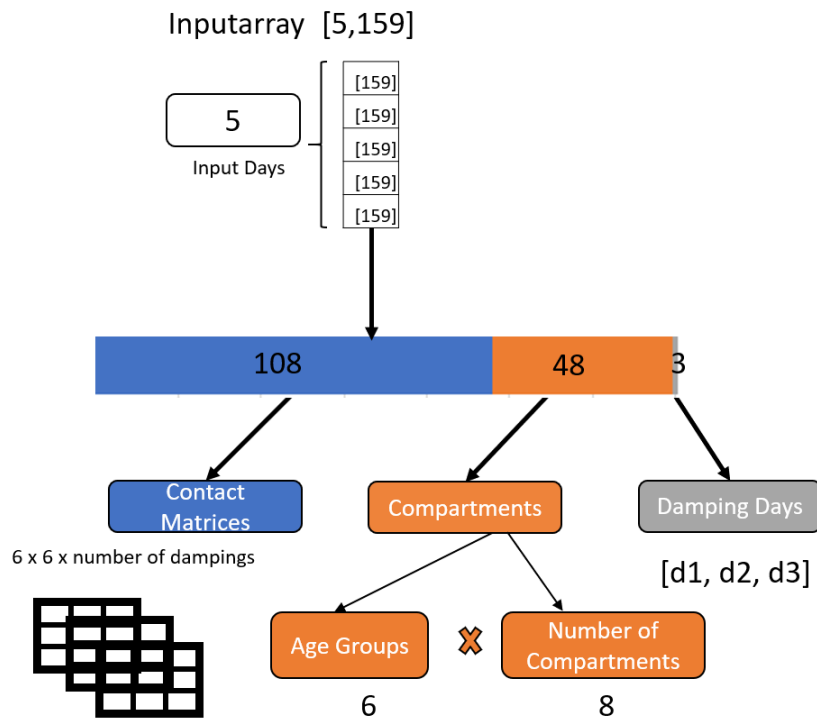 Inputarray [5,159]
[159]
[159]
[159]
[159]
[159]
5
Input Days
108
48
3
Contact
Matrices
Compartments
Damping Days
6 x 6 x number of dampings
[d1, d2, d3]
Age Groups
Number of
Compartments
6
8